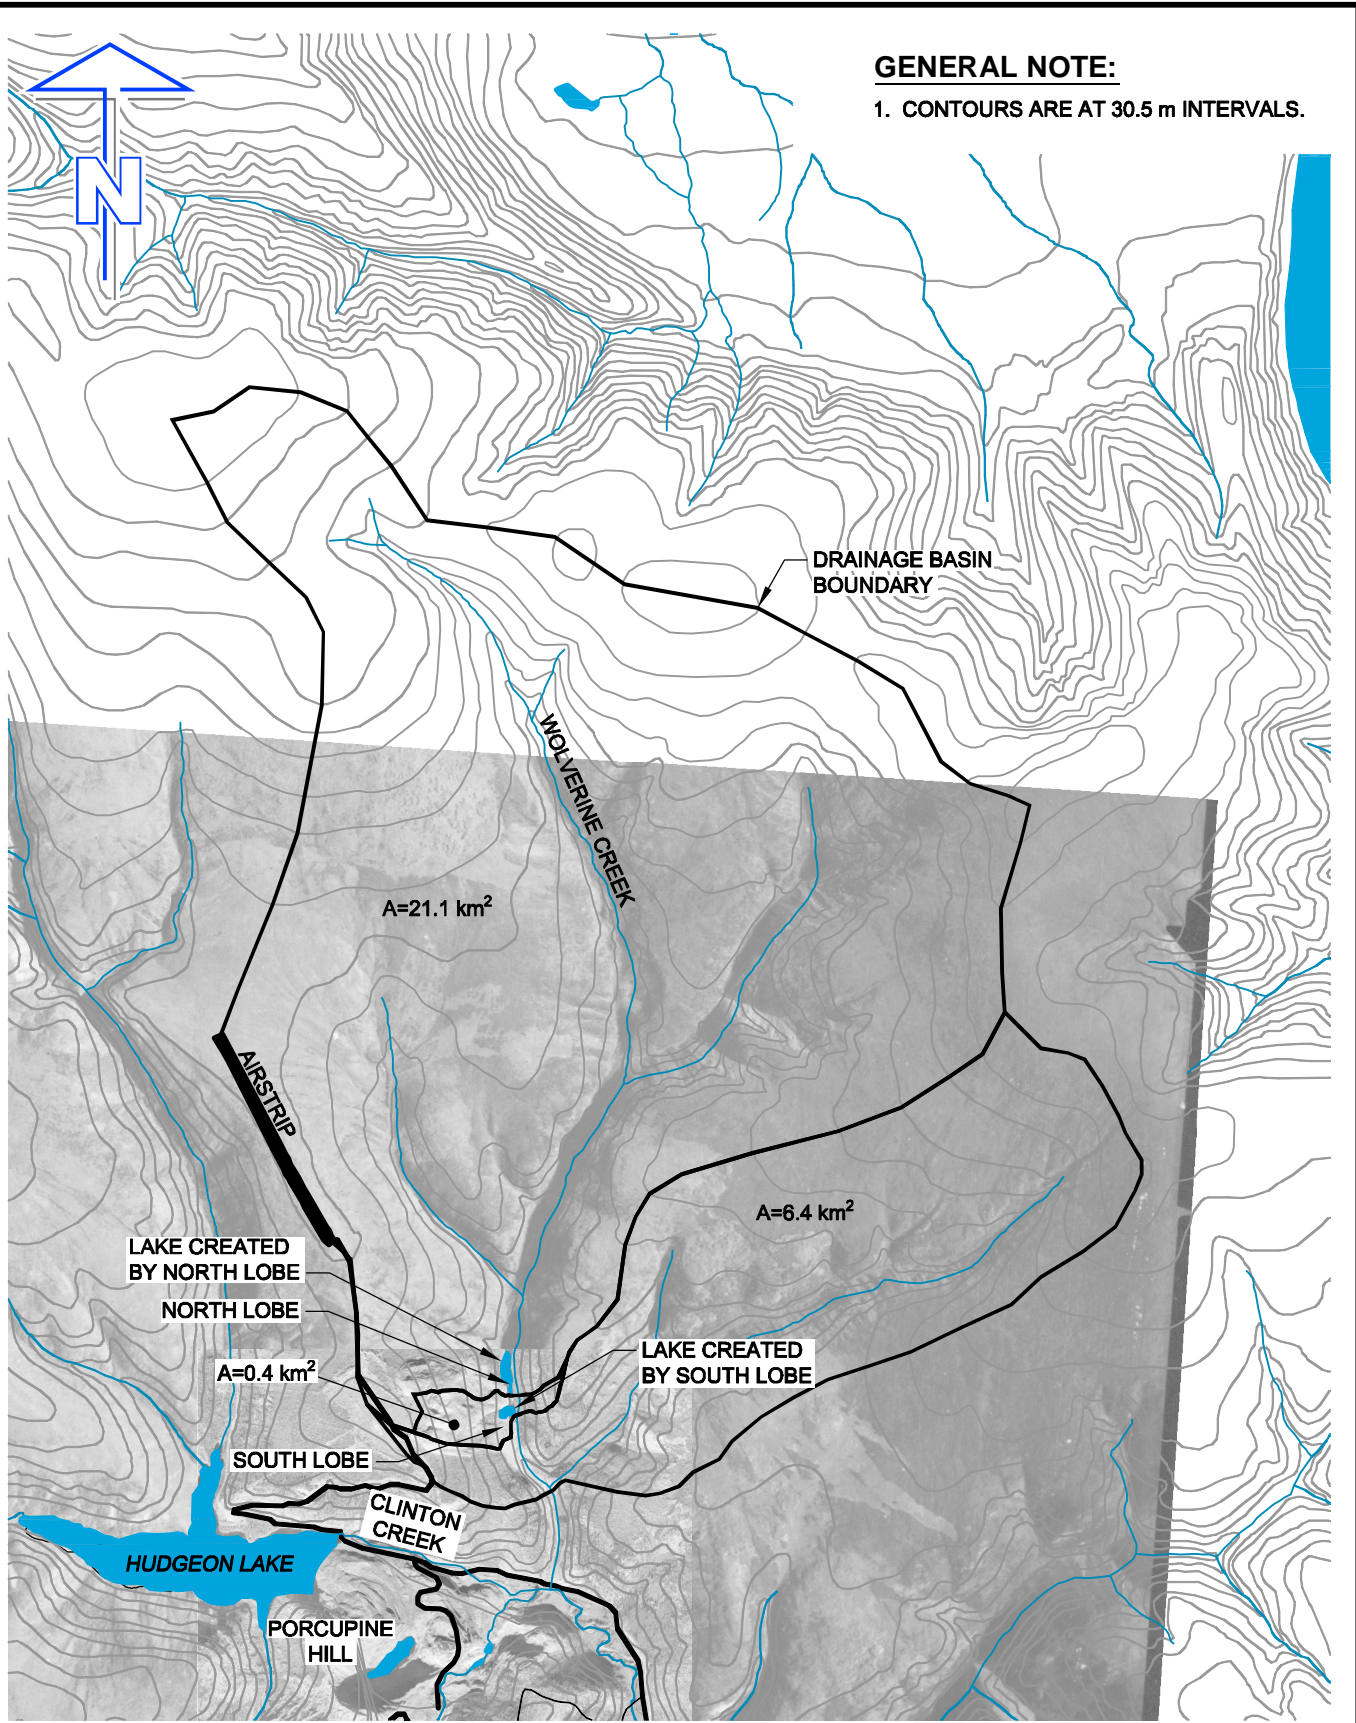 GENERAL NOTE:
1. CONTOURS ARE AT 30.5 m INTERVALS.
N
DRAINAGE BASIN
BOUNDARY
WOLVERINE CREEK
A=21.1 km²
AIRSTRIP
A=6.4 km²
LAKE CREATED
BY NORTH LOBE
NORTH LOBE
LAKE CREATED
BY SOUTH LOBE
A=0.4 km²
SOUTH LOBE
CLINTON
CREEK
HUDGEON LAKE
PORCUPINE
HILL